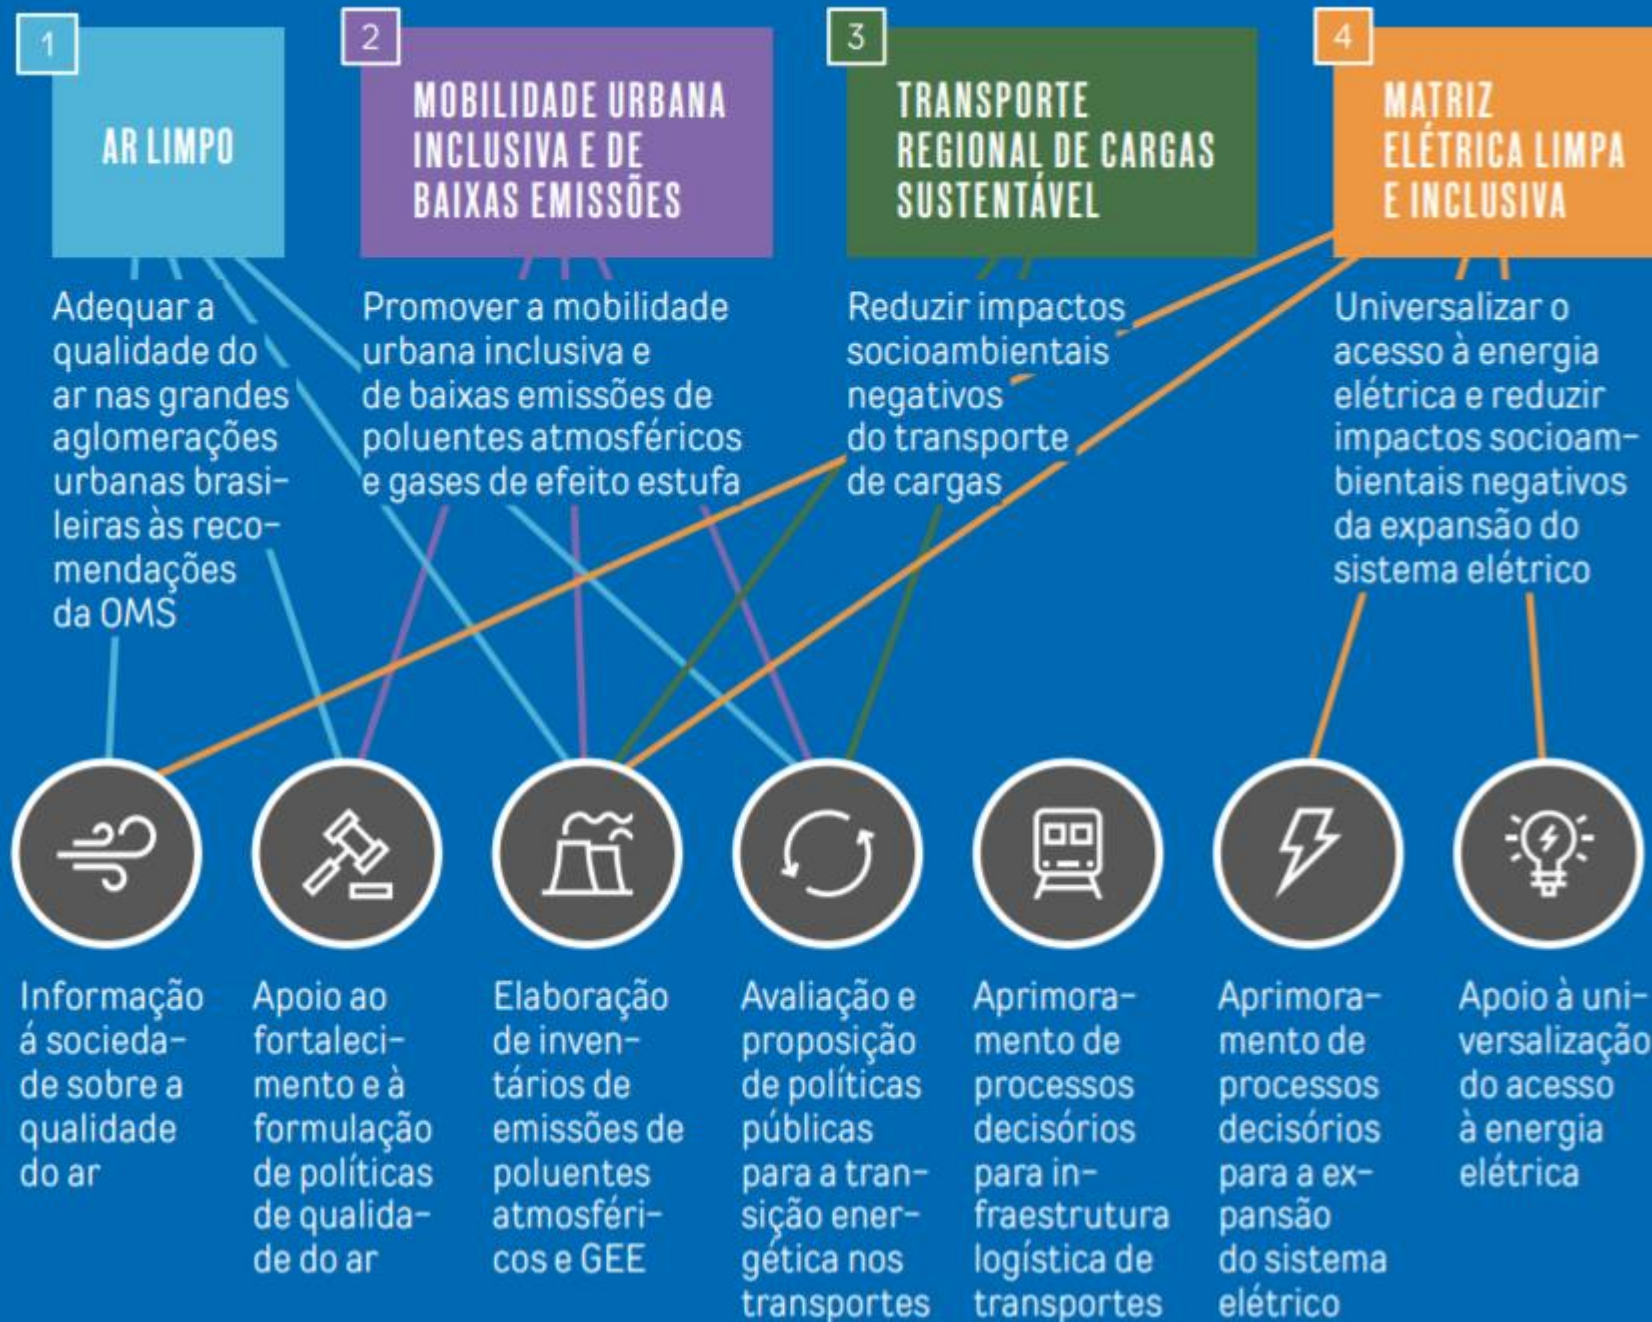 1
AR LIMPO
Adequar a
qualidade do
ar nas grandes
aglomerações
urbanas brasi-
leiras às reco-
mendações
da OMS
2
MOBILIDADE URBANA
INCLUSIVA E DE
BAIXAS EMISSÕES
Promover a mobilidade
urbana inclusiva e
de baixas emissões de
poluentes atmosféricos
e gases de efeito estufa
3
TRANSPORTE
REGIONAL DE CARGAS
SUSTENTÁVEL
Reduzir impactos
socioambientais
negativos
do transporte
de cargas
4
MATRIZ
ELÉTRICA LIMPA
E INCLUSIVA
Universalizar o
acesso à energia
elétrica e reduzir
impactos socioam-
bientais negativos
da expansão do
sistema elétrico
Informação
á socieda-
de sobre a
qualidade
do ar
Apoio ao
fortaleci-
mento e à
formulação
de políticas
de qualida-
de do ar
Elaboração
de inven-
tários de
emissões de
poluentes
atmosféri-
cos e GEE
Avaliação e
proposição
de políticas
públicas
para a tran-
sição ener-
gética nos
transportes
Aprimora-
mento de
processos
decisórios
para in-
fraestrutura
logística de
transportes
Aprimora-
mento de
processos
decisórios
para a ex-
pansão
do sistema
elétrico
Apoio à uni-
versalização
do acesso
à energia
elétrica